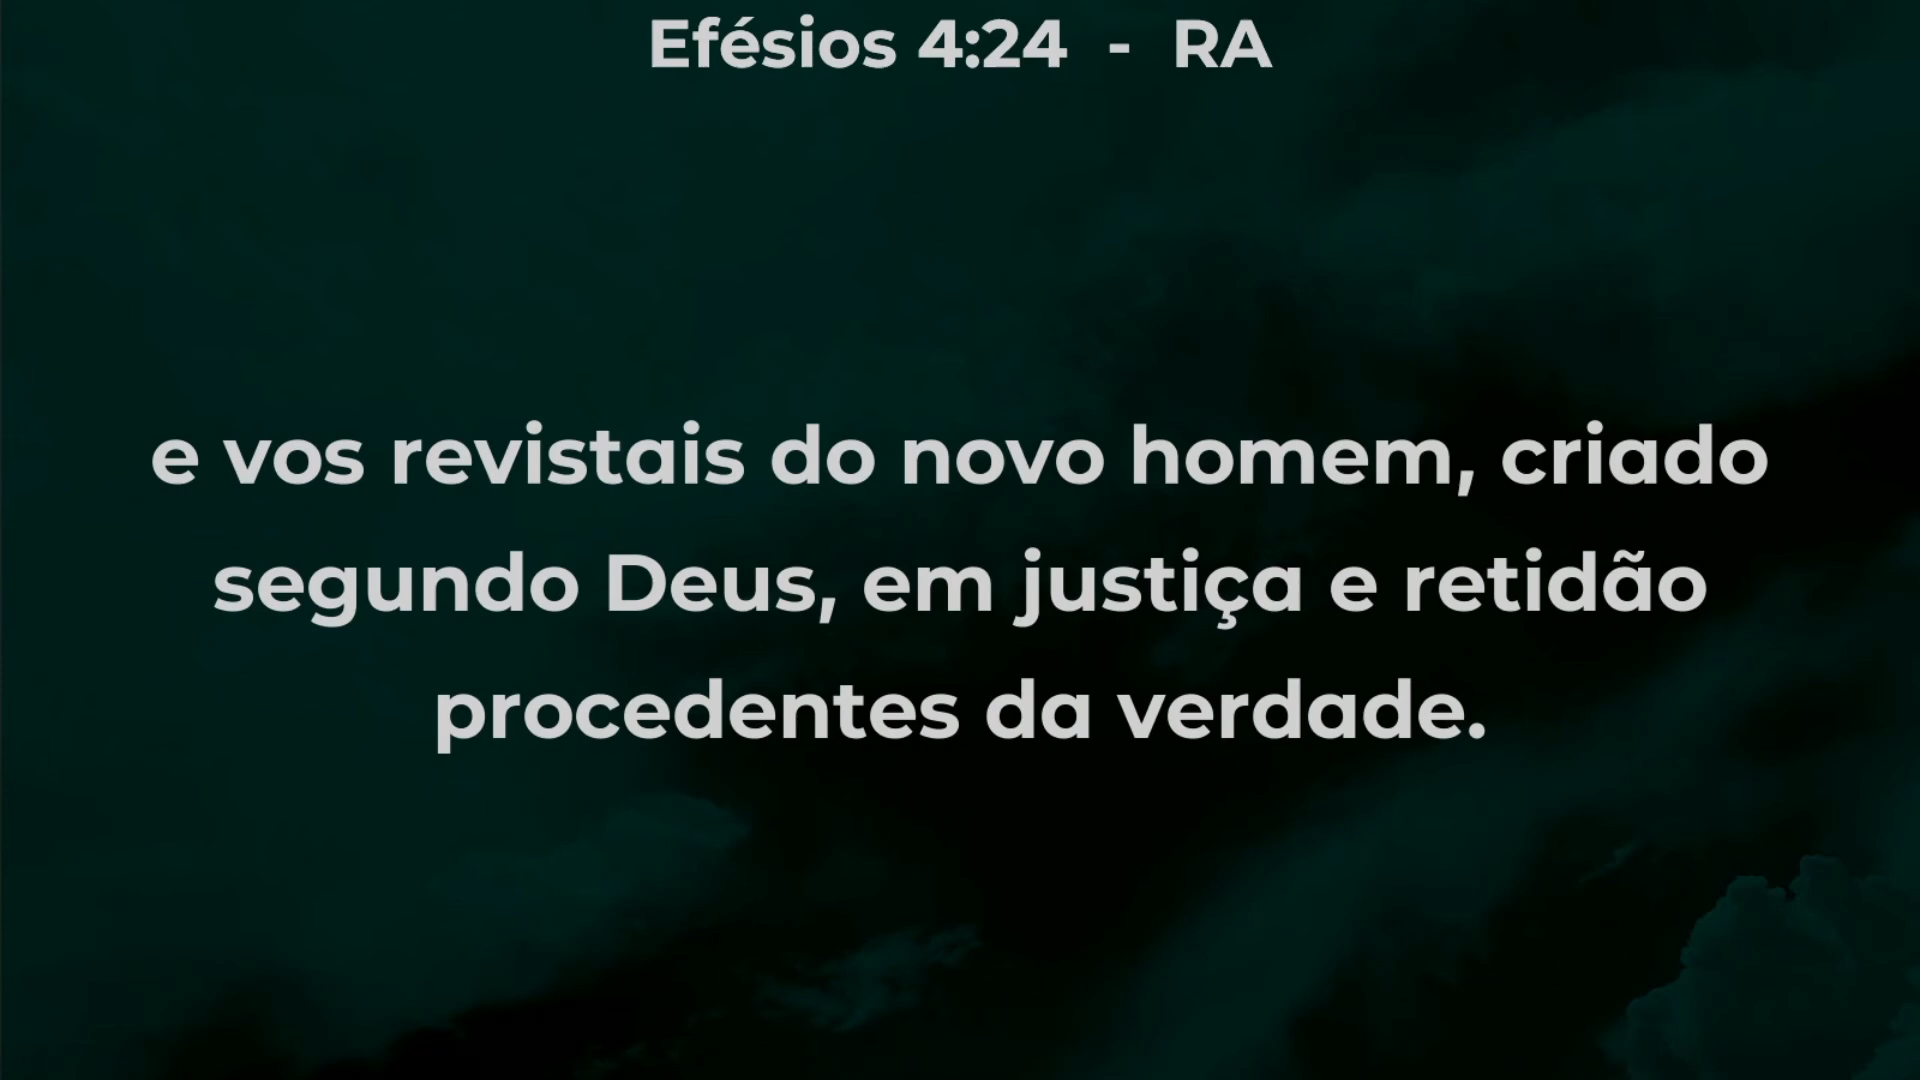 Efésios 4:24 - RA
e vos revistais do novo homem, criado
segundo Deus, em justiça e retidão
procedentes da verdade.